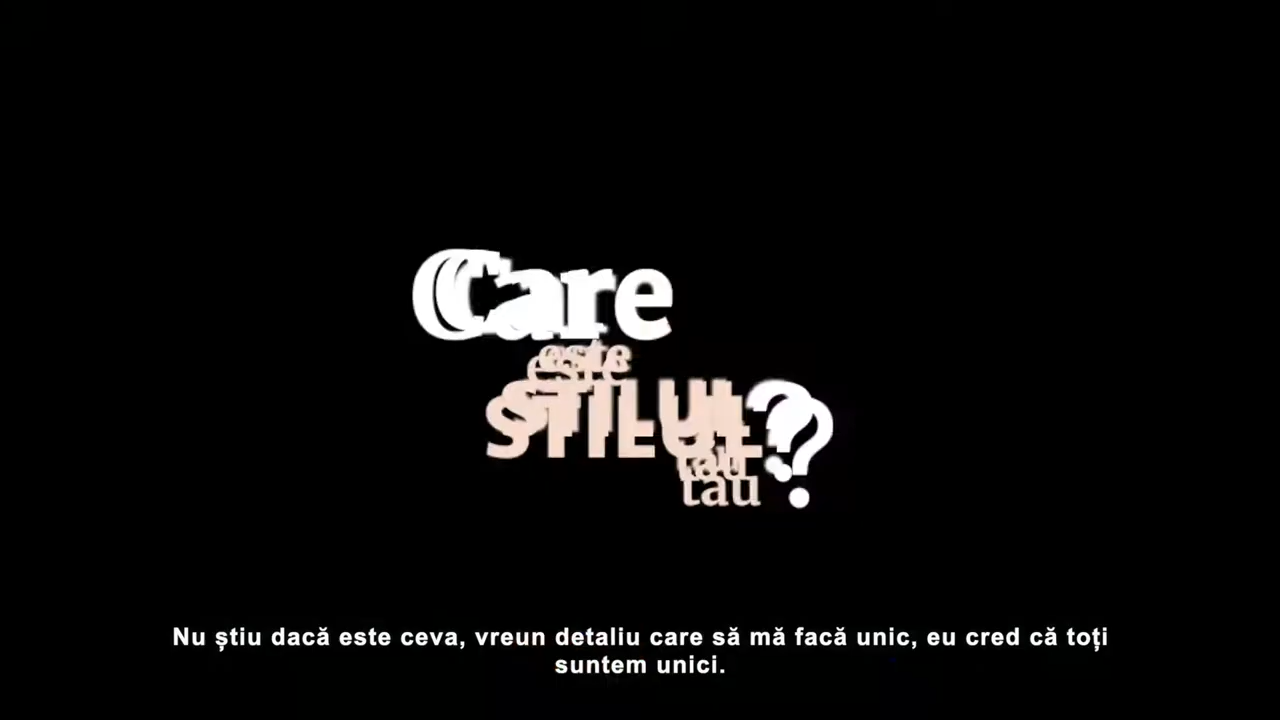 Care
este
STILUL?
tău
Nu știu dacă este ceva, vreun detaliu care să mă facă unic, eu cred că toți
suntem unici.